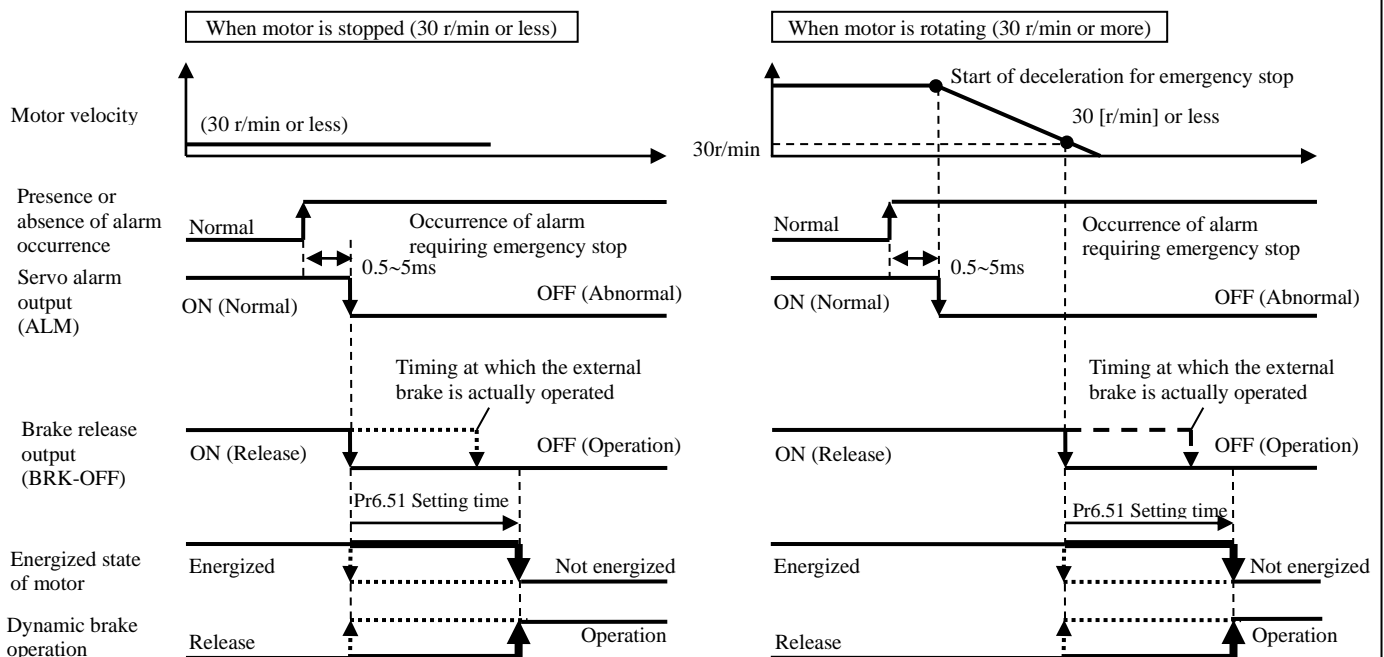 When motor is stopped (30 r/min or less)
When motor is rotating (30 r/min or more)
Motor velocity
(30 r/min or less)
Start of deceleration for emergency stop
30 [r/min] or less
30r/min
Presence or
absence of alarm
occurrence
Normal
Occurrence of alarm
requiring emergency stop
Normal
Occurrence of alarm
requiring emergency stop
0.5~5ms
0.5~5ms
Servo alarm
output
(ALM)
ON (Normal)
OFF (Abnormal)
ON (Normal)
OFF (Abnormal)
Timing at which the external
brake is actually operated
Timing at which the external
brake is actually operated
Brake release
output
(BRK-OFF)
ON (Release)
OFF (Operation)
ON (Release)
OFF (Operation)
Pr6.51 Setting time
Pr6.51 Setting time
Energized state
of motor
Energized
Not energized
Energized
Not energized
Dynamic brake
operation
Release
Operation
Release
Operation